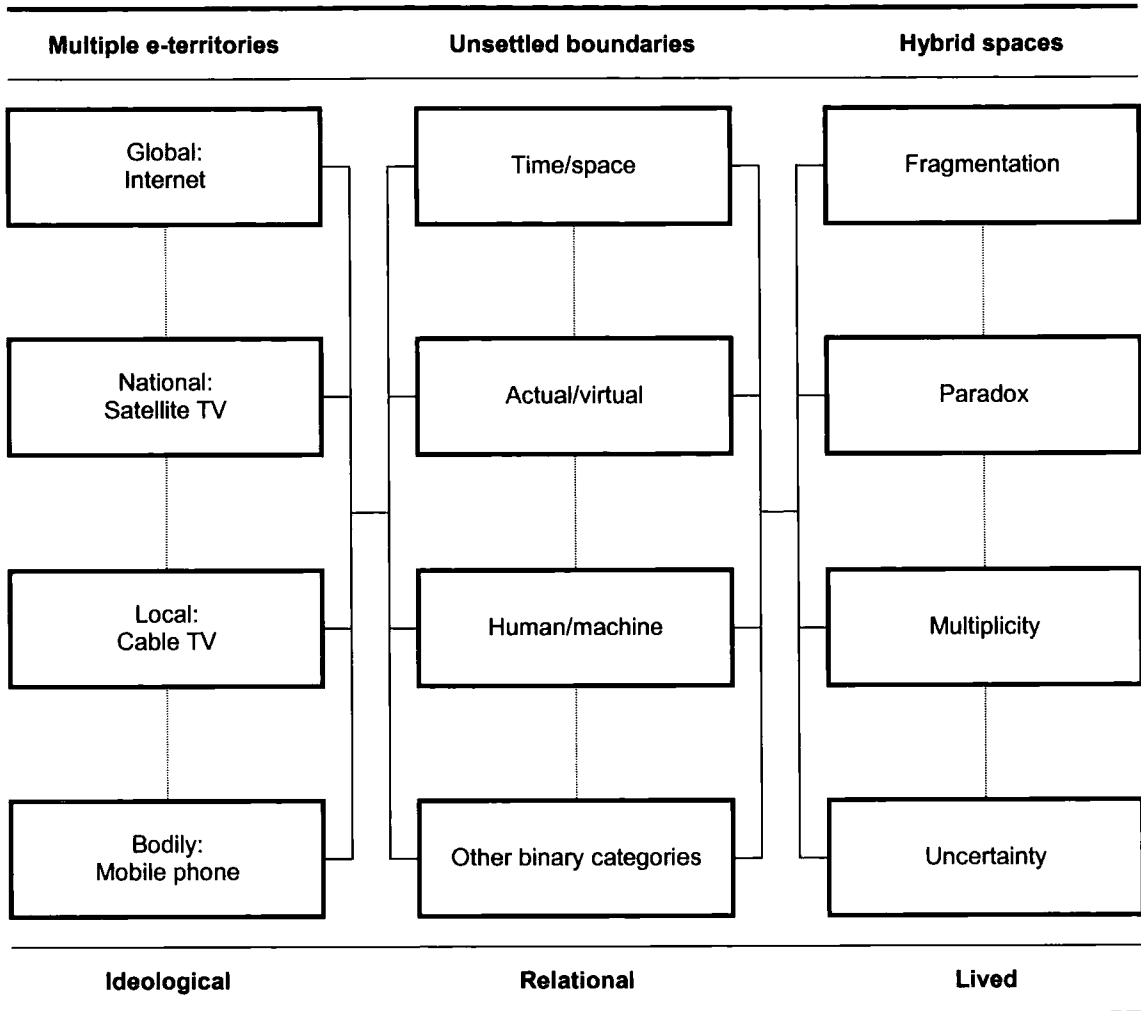 Multiple e-territories
Unsettled boundaries
Hybrid spaces
Global:
Internet
Time/space
Fragmentation
National:
Satellite TV
Actual/virtual
Paradox
Local:
Cable TV
Human/machine
Multiplicity
Bodily:
Mobile phone
Other binary categories
Uncertainty
Ideological
Relational
Lived